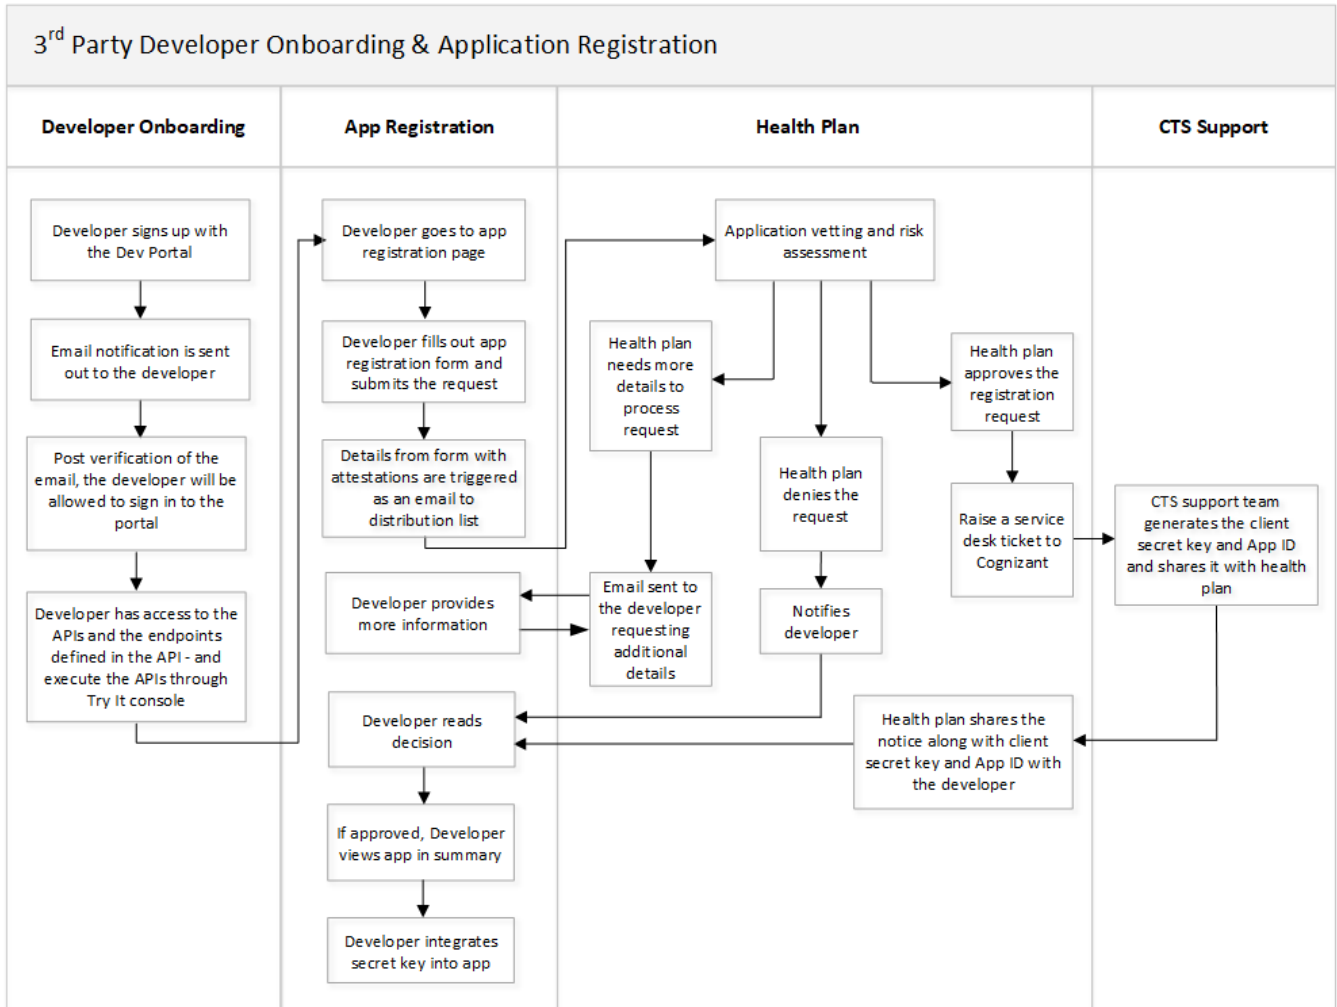 3rd Party Developer Onboarding & Application Registration
Developer Onboarding
App Registration
Health Plan
CTS Support
Developer signs up with
the Dev Portal
Email notification is sent
out to the developer
Post verification of the
email, the developer will be
allowed to sign in to the
portal
Developer has access to the
APIs and the endpoints
defined in the API - and
execute the APIs through
Try It console
Developer goes to app
registration page
Developer fills out app
registration form and
submits the request
Details from form with
attestations are triggered
as an email to
distribution list
Developer provides
more information
Developer reads
decision
If approved, Developer
views app in summary
Developer integrates
secret key into app
Application vetting and risk
assessment
Health plan
needs more
details to
process
request
Email sent to
the developer
requesting
additional
details
Health plan
denies the
request
Notifies
developer
Health plan
approves the
registration
request
Raise a service
desk ticket to
Cognizant
Health plan shares the
notice along with client
secret key and App ID with
the developer
CTS support team
generates the client
secret key and App ID
and shares it with health
plan